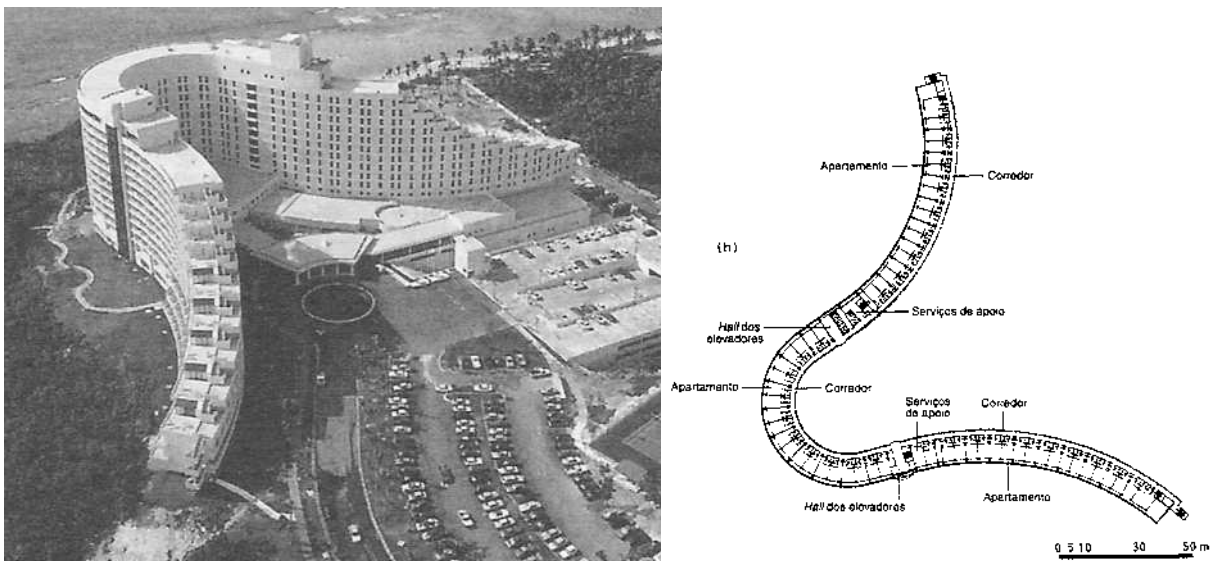 Apartamento
Corredor
(h)
Serviços de apoio
Hall dos
elevadores
Apartamento
Corredor
Serviços
de apoio
Corredor
Hall dos elevadores
Apartamento
0 5 10 30 50 m